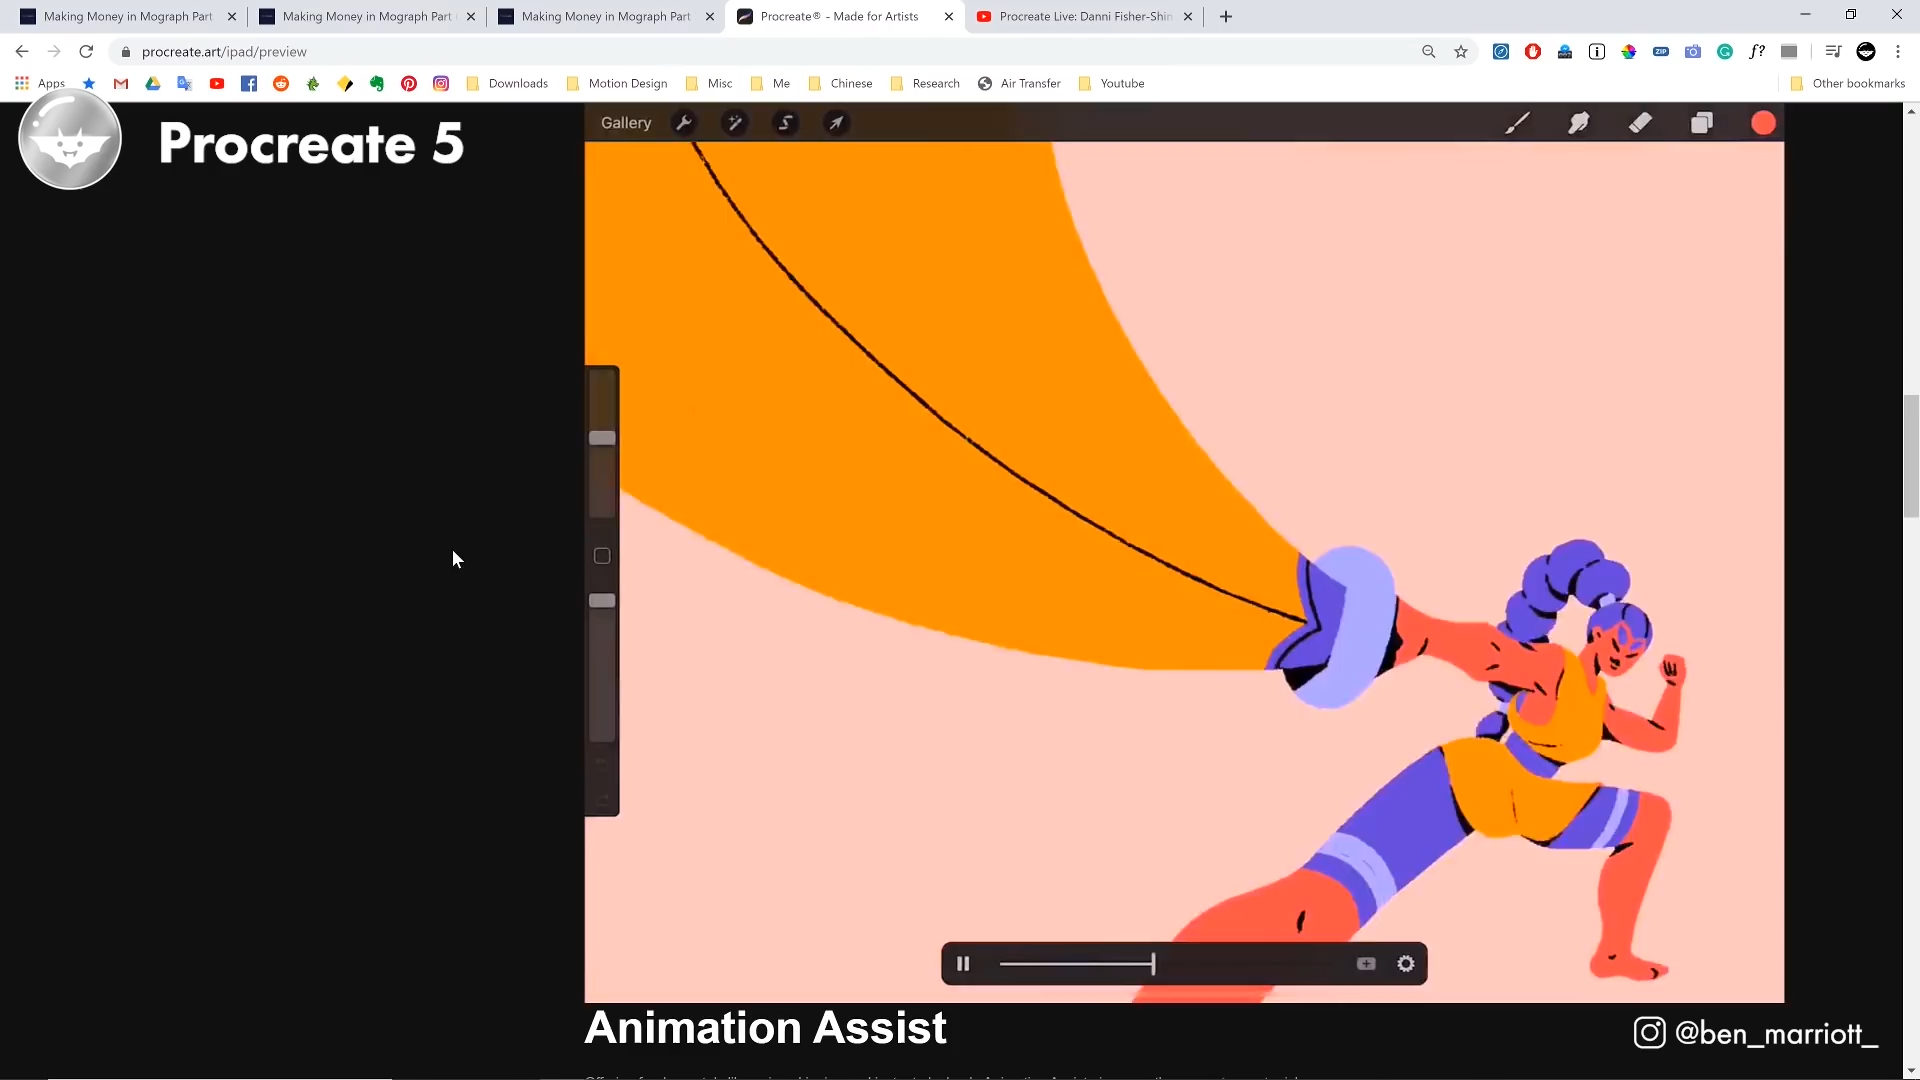 Making Money in Mograph Part
Making Money in Mograph Part
Making Money in Mograph Part
Procreate® - Made for Artists
Procreate Live: Danni Fisher-Shin
procreate.art/ipad/preview
Apps
Downloads
Motion Design
Misc
Me
Chinese
Research
Air Transfer
Youtube
Other bookmarks
Procreate 5
Gallery
Animation Assist
@ben_marriott_